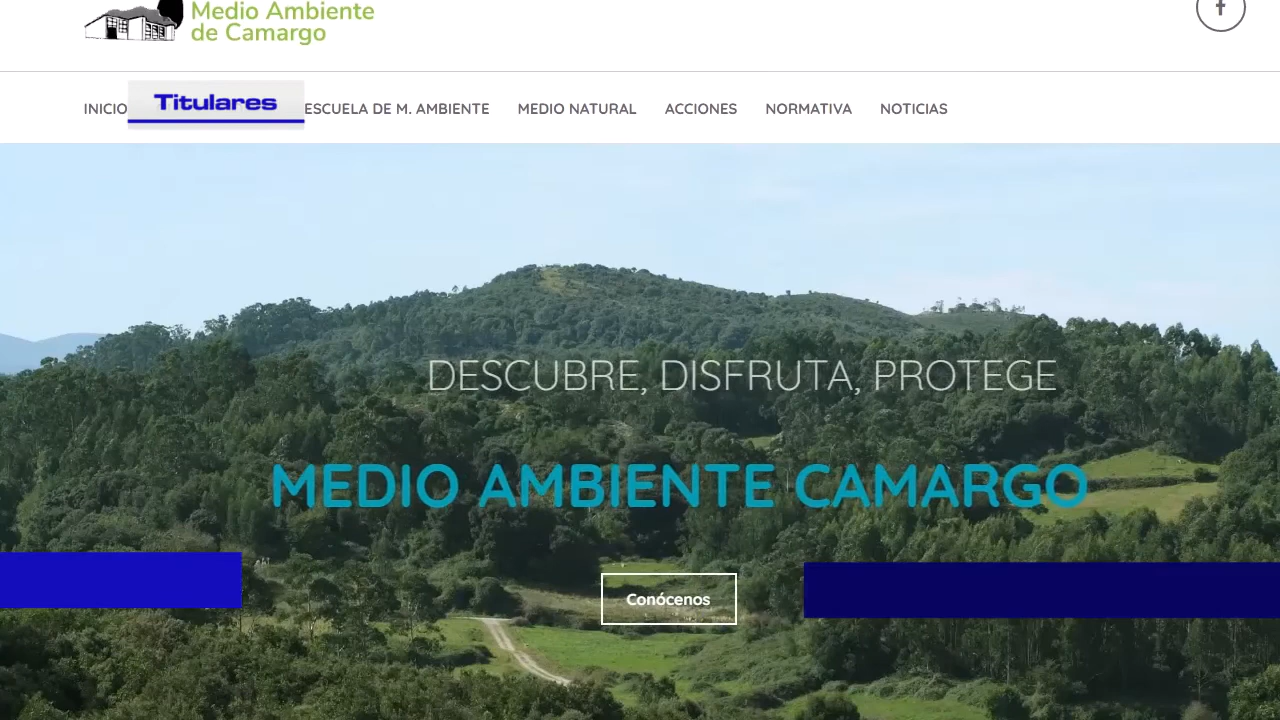 Medio Ambiente
de Camargo
INICIO
Titulares
ESCUELA DE M. AMBIENTE
MEDIO NATURAL
ACCIONES
NORMATIVA
NOTICIAS
DESCUBRE, DISFRUTA, PROTEGE
MEDIO AMBIENTE CAMARGO
Conócenos